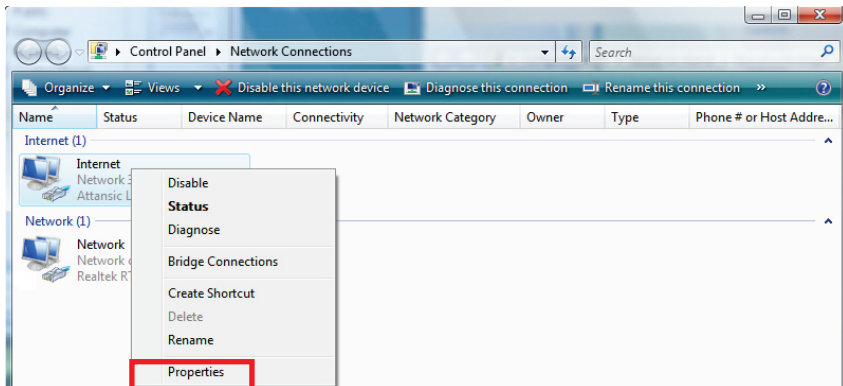 Control Panel Network Connections Search
Organize Views Disable this network device Diagnose this connection Rename this connection »
Name Status Device Name Connectivity Network Category Owner Type Phone # or Host Addre...
Internet (1)
Internet
Network
Attansic L
Disable
Status
Diagnose
Bridge Connections
Create Shortcut
Delete
Rename
Properties
Network (1)
Network
Network
Realtek RT